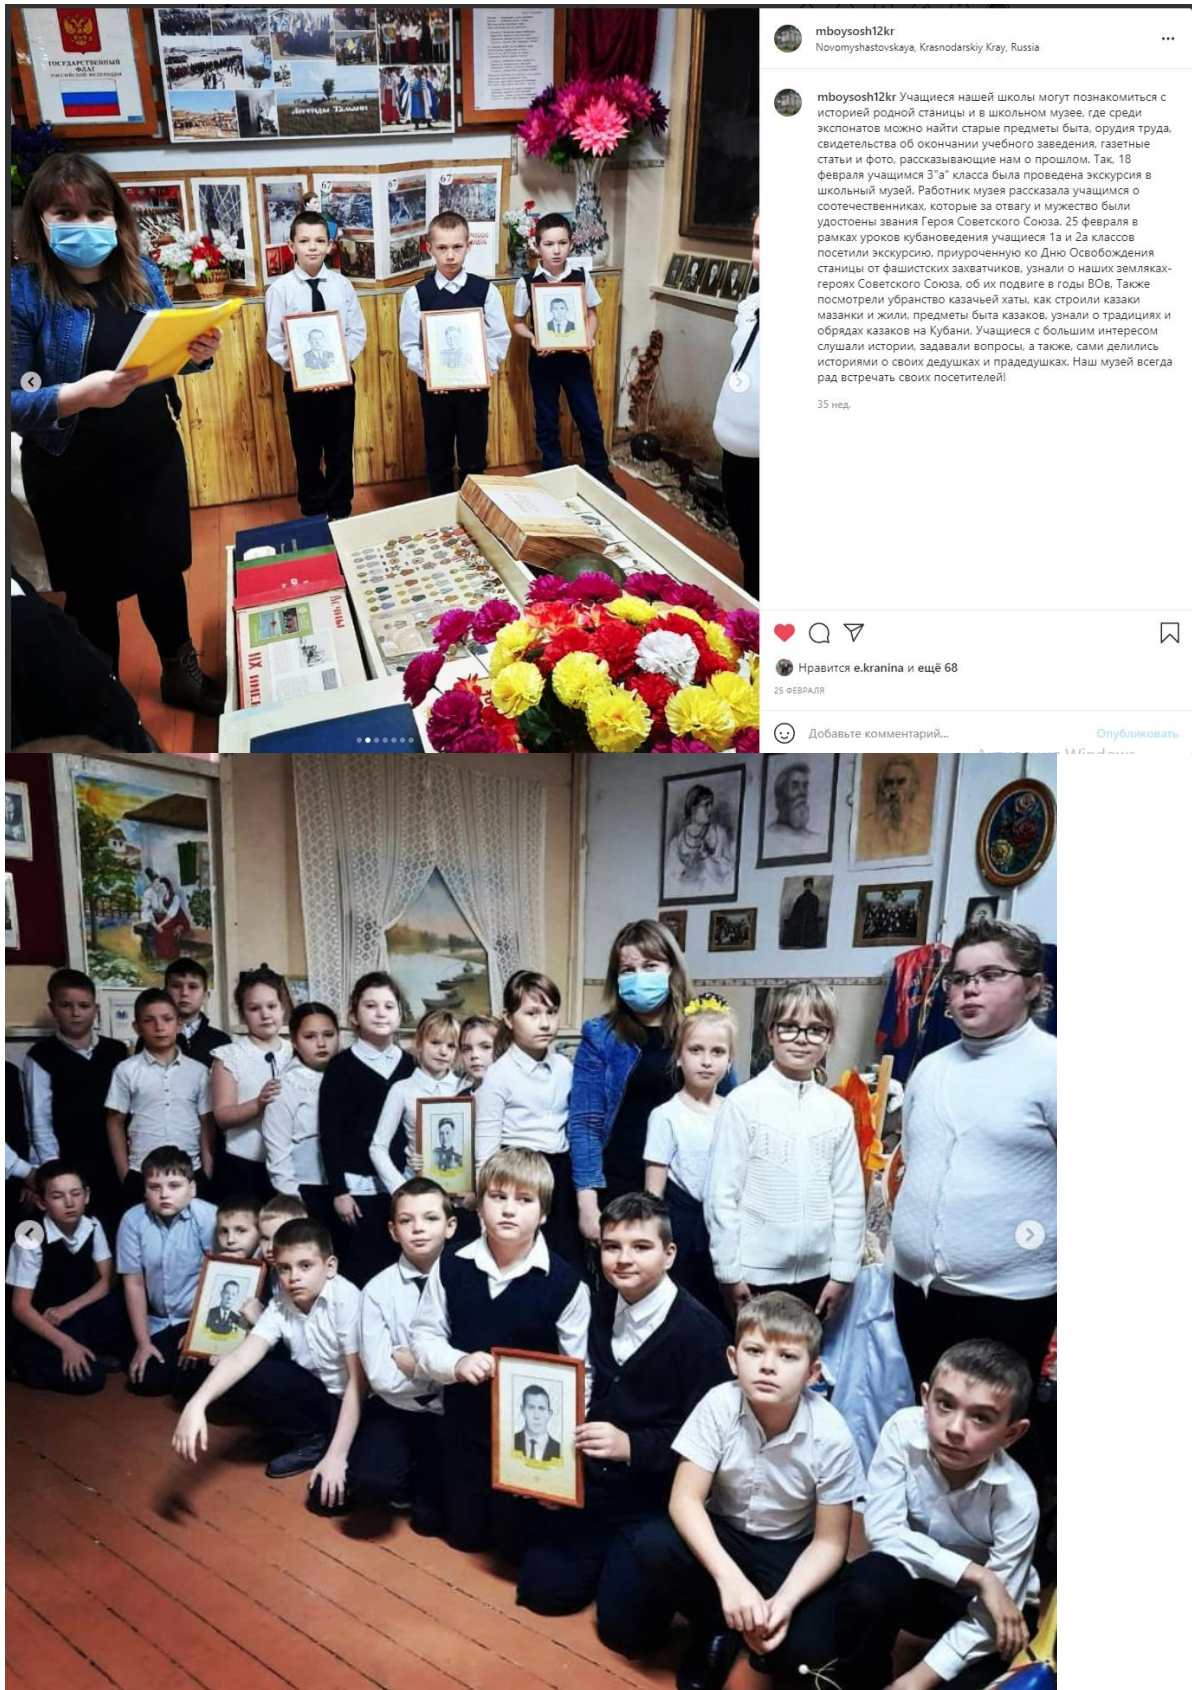 ГОСУДАРСТВЕННЫЙ
ФЛАГ
РОССИЙСКОЙ ФЕДЕРАЦИИ
Легенды Тамани
67
67
mboysosh12kr
Novomyshastovskaya, Krasnodarskiy Kray, Russia
mboysosh12kr Учащиеся нашей школы могут познакомиться с
историей родной станицы и в школьном музее, где среди
экспонатов можно найти старые предметы быта, орудия труда,
свидетельства об окончании учебного заведения, газетные
статьи и фото, рассказывающие нам о прошлом. Так, 18
февраля учащимся 3"а" класса была проведена экскурсия в
школьный музей. Работник музея рассказала учащимся о
соотечественниках, которые за отвагу и мужество были
удостоены звания Героя Советского Союза. 25 февраля в
рамках уроков кубановедения учащиеся 1а и 2а классов
посетили экскурсию, приуроченную ко Дню Освобождения
станицы от фашистских захватчиков, узнали о наших земляках-
героях Советского Союза, об их подвиге в годы ВОв, Также
посмотрели убранство казачьей хаты, как строили казаки
мазанки и жили, предметы быта казаков, узнали о традициях и
обрядах казаков на Кубани. Учащиеся с большим интересом
слушали истории, задавали вопросы, а также, сами делились
историями о своих дедушках и прадедушках. Наш музей всегда
рад встречать своих посетителей!
35 нед.
Нравится e.kranina и ещё 68
25 ФЕВРАЛЯ
Добавьте комментарий...
Опубликовать